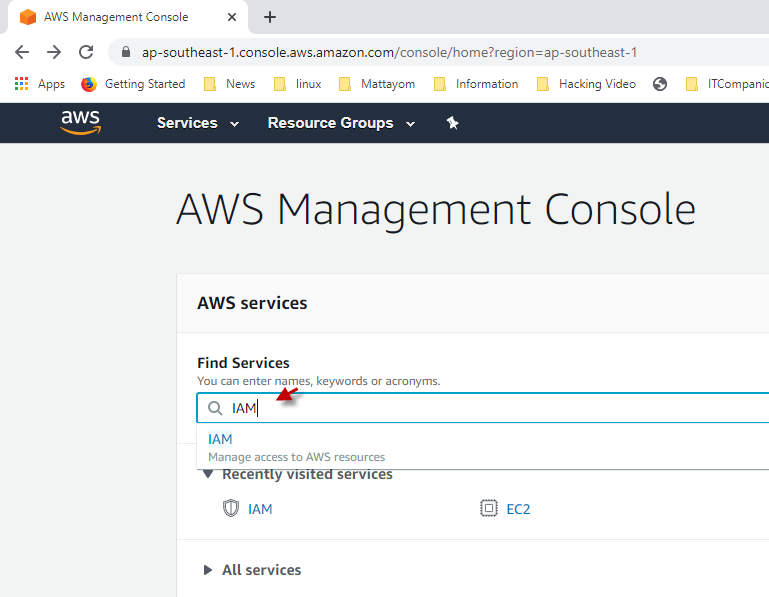 AWS Management Console
ap-southeast-1.console.aws.amazon.com/console/home?region=ap-southeast-1
Apps Getting Started News linux Mattayom Information Hacking Video ITCompanic
aws Services Resource Groups
AWS Management Console
AWS services
Find Services
You can enter names, keywords or acronyms.
IAM
IAM
Manage access to AWS resources
Recently visited services
IAM EC2
All services